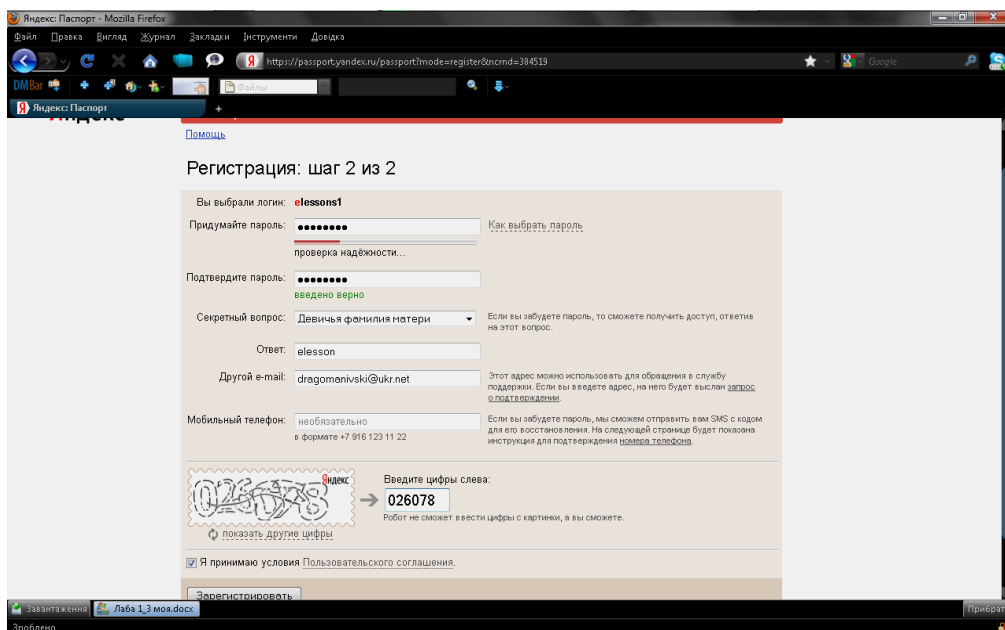 Яндекс: Паспорт - Mozilla Firefox
Файл Правка Вигляд Журнал Закладки Інструменти Довідка
Я https://passport.yandex.ru/passport?mode=register&ncrnd=384519 Google
DMBar Файлы
Я Яндекс: Паспорт +
Яндекс
Помощь
Регистрация: шаг 2 из 2
Вы выбрали логин: elessons1
Придумайте пароль: ●●●●●●●● Как выбрать пароль
проверка надёжности...
Подтвердите пароль: ●●●●●●●●
введено верно
Секретный вопрос: Девичья фамилия матери Если вы забудете пароль, то сможете получить доступ, ответив
на этот вопрос.
Ответ: elesson
Другой e-mail: dragomanivski@ukr.net Этот адрес можно использовать для обращения в службу
поддержки. Если вы введете адрес, на него будет выслан запрос
о подтверждении.
Мобильный телефон: необязательно Если вы забудете пароль, мы сможем отправить вам SMS с кодом
в формате +7 916 123 11 22 для его восстановления. На следующей странице будет показана
инструкция для подтверждения номера телефона.
Яндекс Введите цифры слева:
026078
Робот не сможет ввести цифры с картинки, а вы сможете.
показать другие цифры
Я принимаю условия Пользовательского соглашения.
Зарегистрировать
Завантаження Лаба 1_3 моя.docx Прибрат
Зроблено